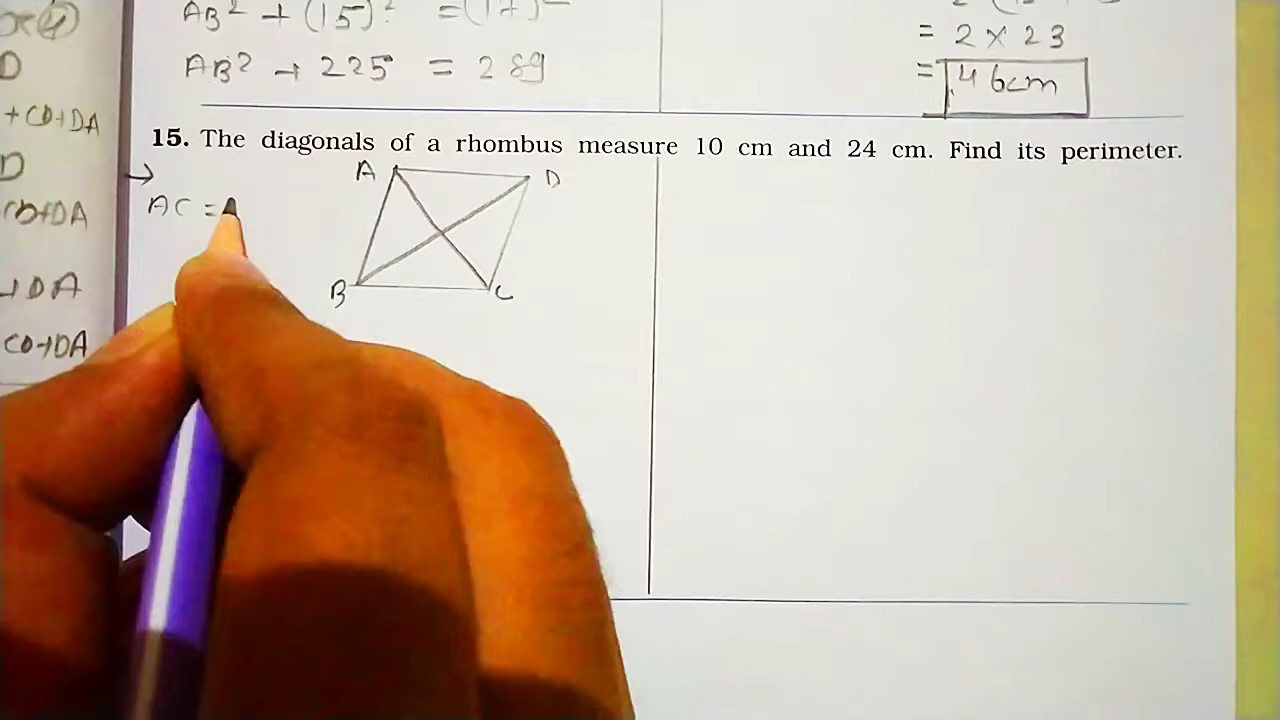 D
+CD+DA
D
CD+DA
+DA
CD+DA
AB² + (15)² = (17)²
AB² + 225 = 289
= 2 × 23
= 46cm
15. The diagonals of a rhombus measure 10 cm and 24 cm. Find its perimeter.
→
A
D
AC =
B
C